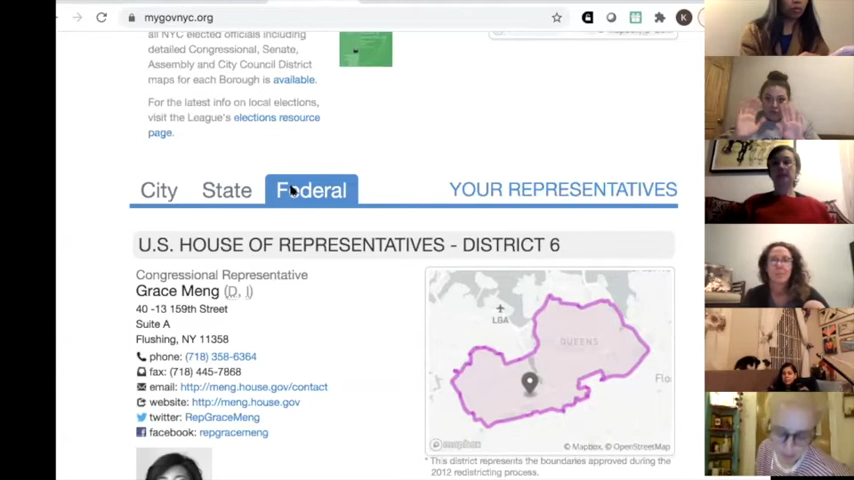 mygovnyc.org
K
all NYC elected officials including
detailed Congressional, Senate,
Assembly and City Council District
maps for each Borough is available.
For the latest info on local elections,
visit the League's elections resource
page.
City State Federal YOUR REPRESENTATIVES
U.S. HOUSE OF REPRESENTATIVES - DISTRICT 6
Congressional Representative
Grace Meng (D, I)
40 -13 159th Street
Suite A
Flushing, NY 11358
phone: (718) 358-6364
fax: (718) 445-7868
email: http://meng.house.gov/contact
website: http://meng.house.gov
twitter: RepGraceMeng
facebook: repgracemeng
LGA
QUEENS
Flo
mapbox
© Mapbox, © OpenStreetMap
* This district represents the boundaries approved during the
2012 redistricting process.